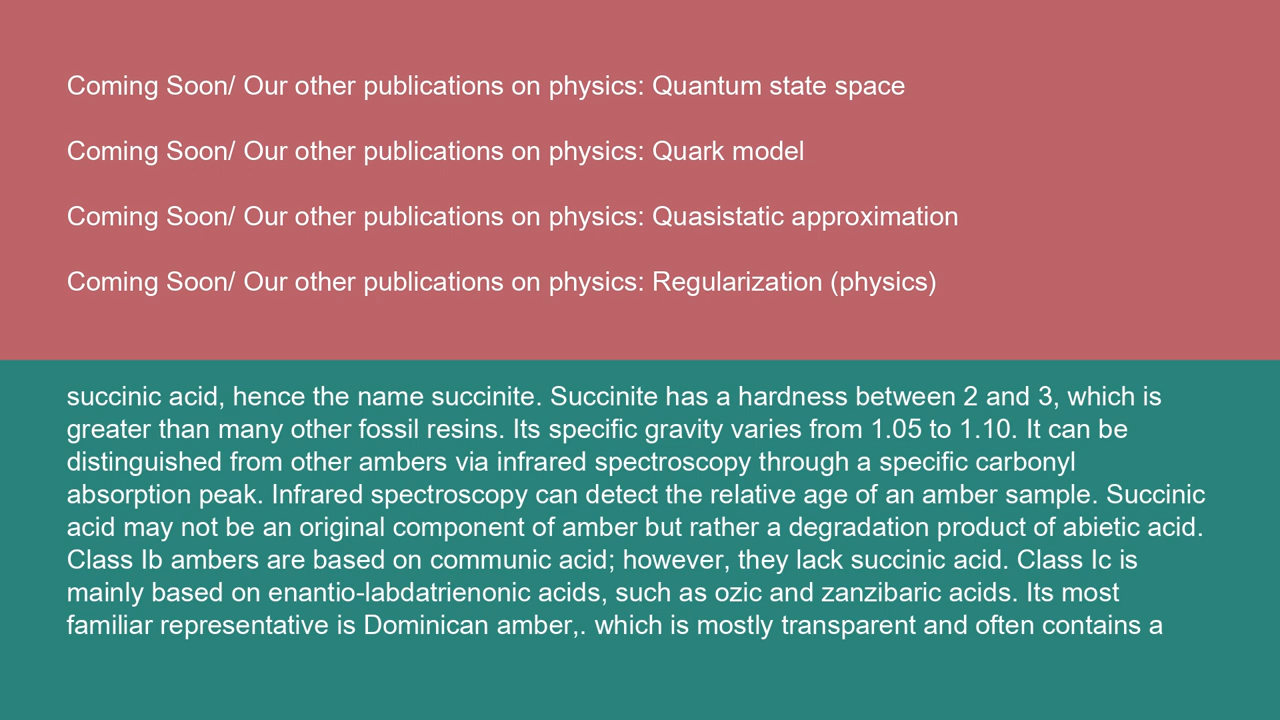 Coming Soon/ Our other publications on physics: Quantum state space
Coming Soon/ Our other publications on physics: Quark model
Coming Soon/ Our other publications on physics: Quasistatic approximation
Coming Soon/ Our other publications on physics: Regularization (physics)
succinic acid, hence the name succinite. Succinite has a hardness between 2 and 3, which is
greater than many other fossil resins. Its specific gravity varies from 1.05 to 1.10. It can be
distinguished from other ambers via infrared spectroscopy through a specific carbonyl
absorption peak. Infrared spectroscopy can detect the relative age of an amber sample. Succinic
acid may not be an original component of amber but rather a degradation product of abietic acid.
Class Ib ambers are based on communic acid; however, they lack succinic acid. Class Ic is
mainly based on enantio-labdatrienonic acids, such as ozic and zanzibaric acids. Its most
familiar representative is Dominican amber,. which is mostly transparent and often contains a